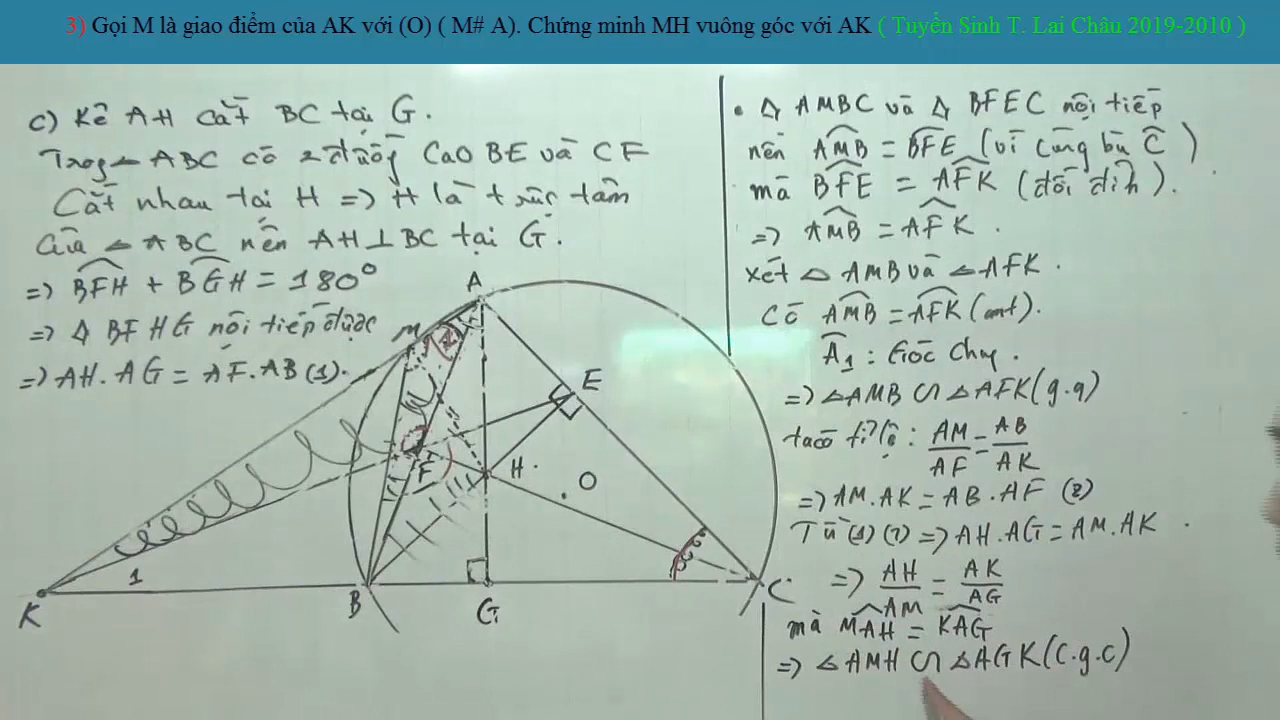 3) Gọi M là giao điểm của AK với (O) ( M# A). Chứng minh MH vuông góc với AK ( Tuyển Sinh T. Lai Châu 2019-2010 )
c) Kẻ AH cắt BC tại G.
Trog △ ABC có 2 đường cao BE và CF
Cắt nhau tại H => H là trực tâm
Của △ ABC nên AH ⊥ BC tại G.
=> BFH + BGH = 180°
=> BFHG nội tiếp được
=> AH.AG = AF.AB (1).
A
M
1
E
F
H
O
1
K
B
G
C
• AMBC và BFEC nội tiếp
nên AMB = BFE (vì cùng bù C)
mà BFE = AFK (đối đỉnh).
=> AMB = AFK.
xét △ AMB và △ AFK.
Có AMB = AFK (cmt).
A1 : Góc Chung.
=> △AMB ∽ △AFK (g.g)
ta có tỉ lệ : AM/AF = AB/AK
=> AM.AK = AB.AF (2)
Từ (1) (2) => AH.AG = AM.AK
=> AH/AM = AK/AG
mà MAH = KAG
=> △AMH ∽ △AGK (C.g.C)